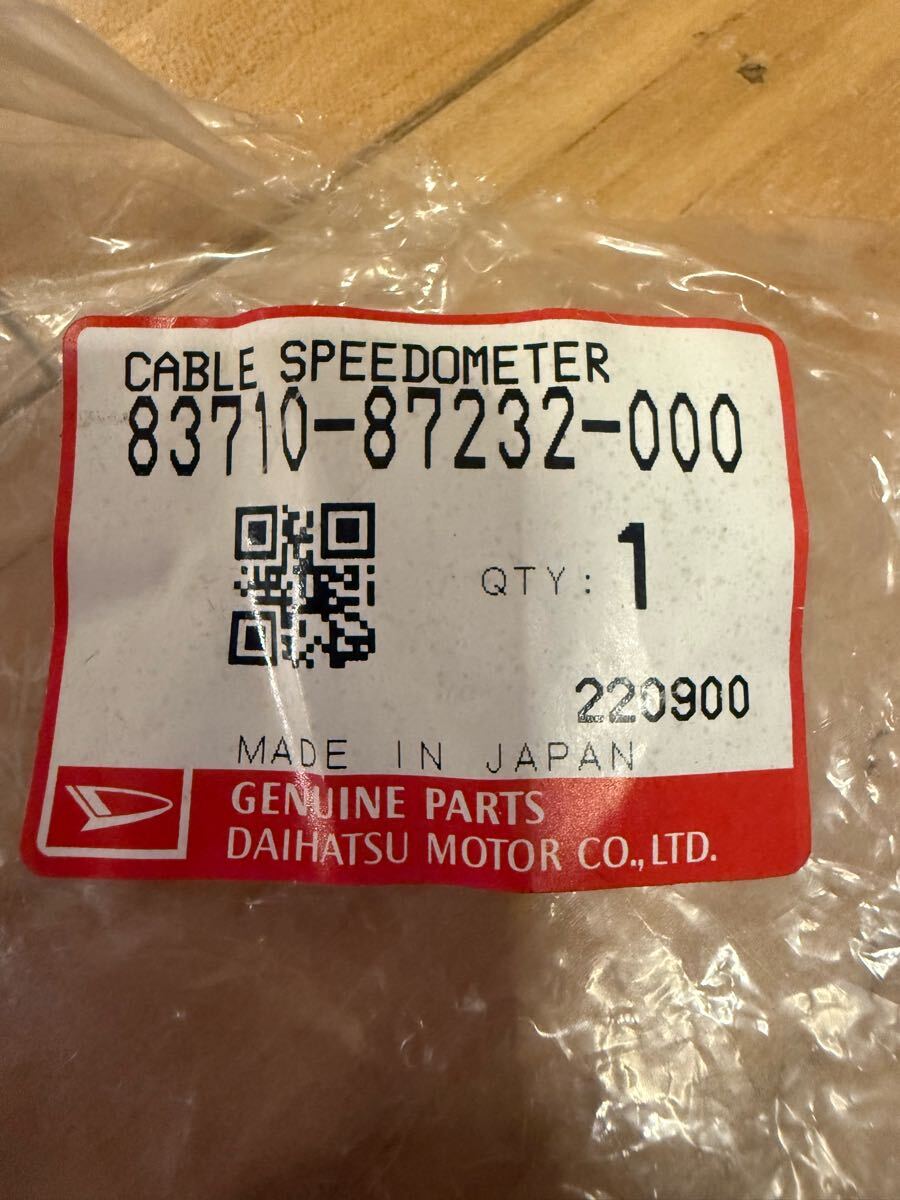 CABLE SPEEDOMETER
83710-87232-000
QTY: 1
220900
MADE IN JAPAN
GENUINE PARTS
DAIHATSU MOTOR CO., LTD.